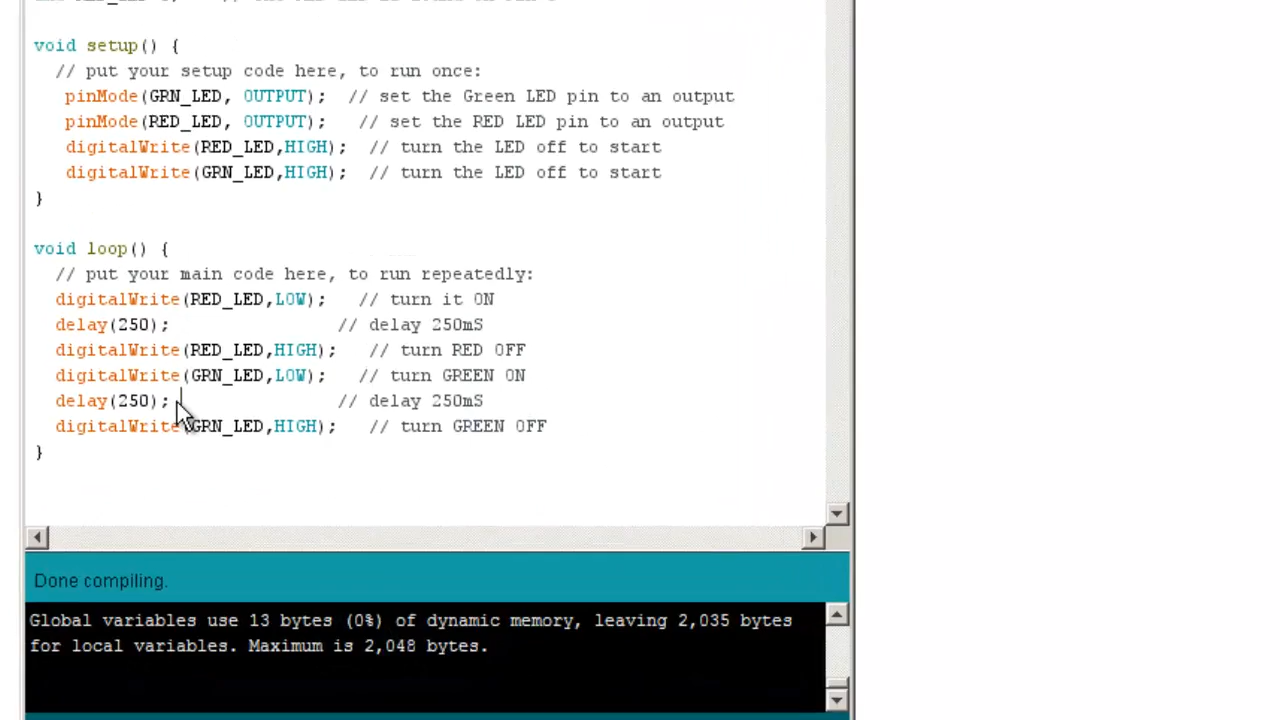 void setup() {
// put your setup code here, to run once:
pinMode(GRN_LED, OUTPUT); // set the Green LED pin to an output
pinMode(RED_LED, OUTPUT); // set the RED LED pin to an output
digitalWrite(RED_LED,HIGH); // turn the LED off to start
digitalWrite(GRN_LED,HIGH); // turn the LED off to start
}
void loop() {
// put your main code here, to run repeatedly:
digitalWrite(RED_LED,LOW); // turn it ON
delay(250); // delay 250mS
digitalWrite(RED_LED,HIGH); // turn RED OFF
digitalWrite(GRN_LED,LOW); // turn GREEN ON
delay(250); // delay 250mS
digitalWrite(GRN_LED,HIGH); // turn GREEN OFF
}
Done compiling.
Global variables use 13 bytes (0%) of dynamic memory, leaving 2,035 bytes
for local variables. Maximum is 2,048 bytes.